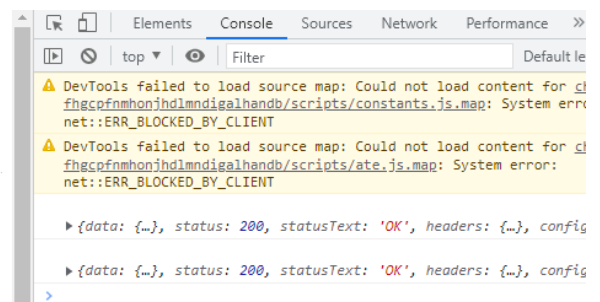 Elements Console Sources Network Performance »
top ▼ Filter Default le
DevTools failed to load source map: Could not load content for ch
fhgcpfnmhonjhdlmndigalhandb/scripts/constants.js.map: System erro
net::ERR_BLOCKED_BY_CLIENT
DevTools failed to load source map: Could not load content for ch
fhgcpfnmhonjhdlmndigalhandb/scripts/ate.js.map: System error:
net::ERR_BLOCKED_BY_CLIENT
▶{data: {…}, status: 200, statusText: 'OK', headers: {…}, config
▶{data: {…}, status: 200, statusText: 'OK', headers: {…}, config
>